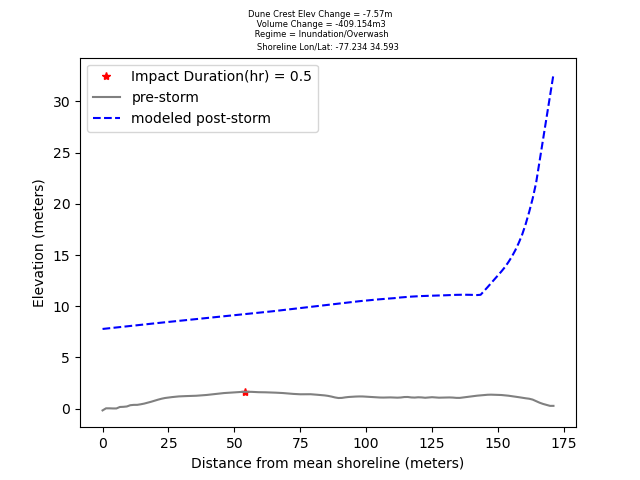 Dune Crest Elev Change = -7.57m
Volume Change = -409.154m3
Regime = Inundation/Overwash
Shoreline Lon/Lat: -77.234 34.593
Impact Duration(hr) = 0.5
pre-storm
modeled post-storm
Elevation (meters)
30
25
20
15
10
5
0
0 25 50 75 100 125 150 175
Distance from mean shoreline (meters)